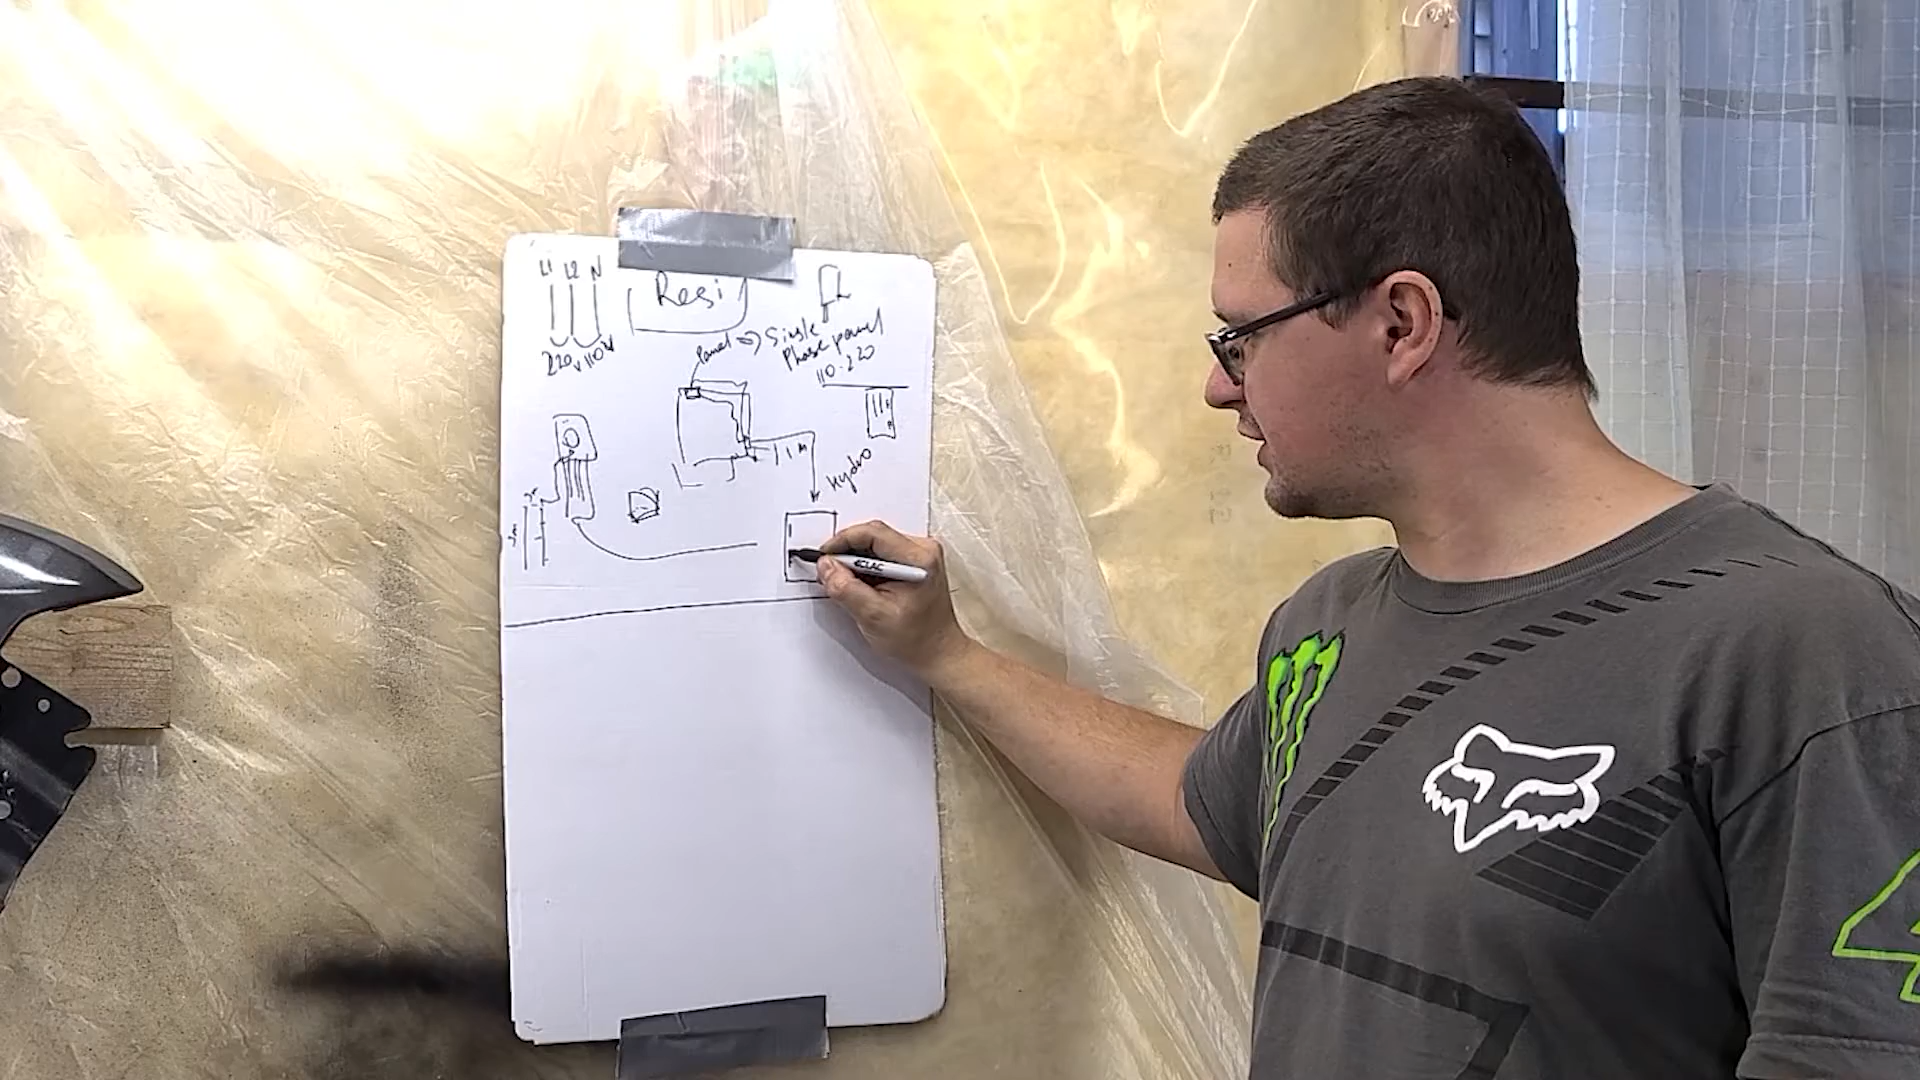 L1 L2 N
Resi
220v 110v
Panel => Single
Phase panel
110-220
Hydro